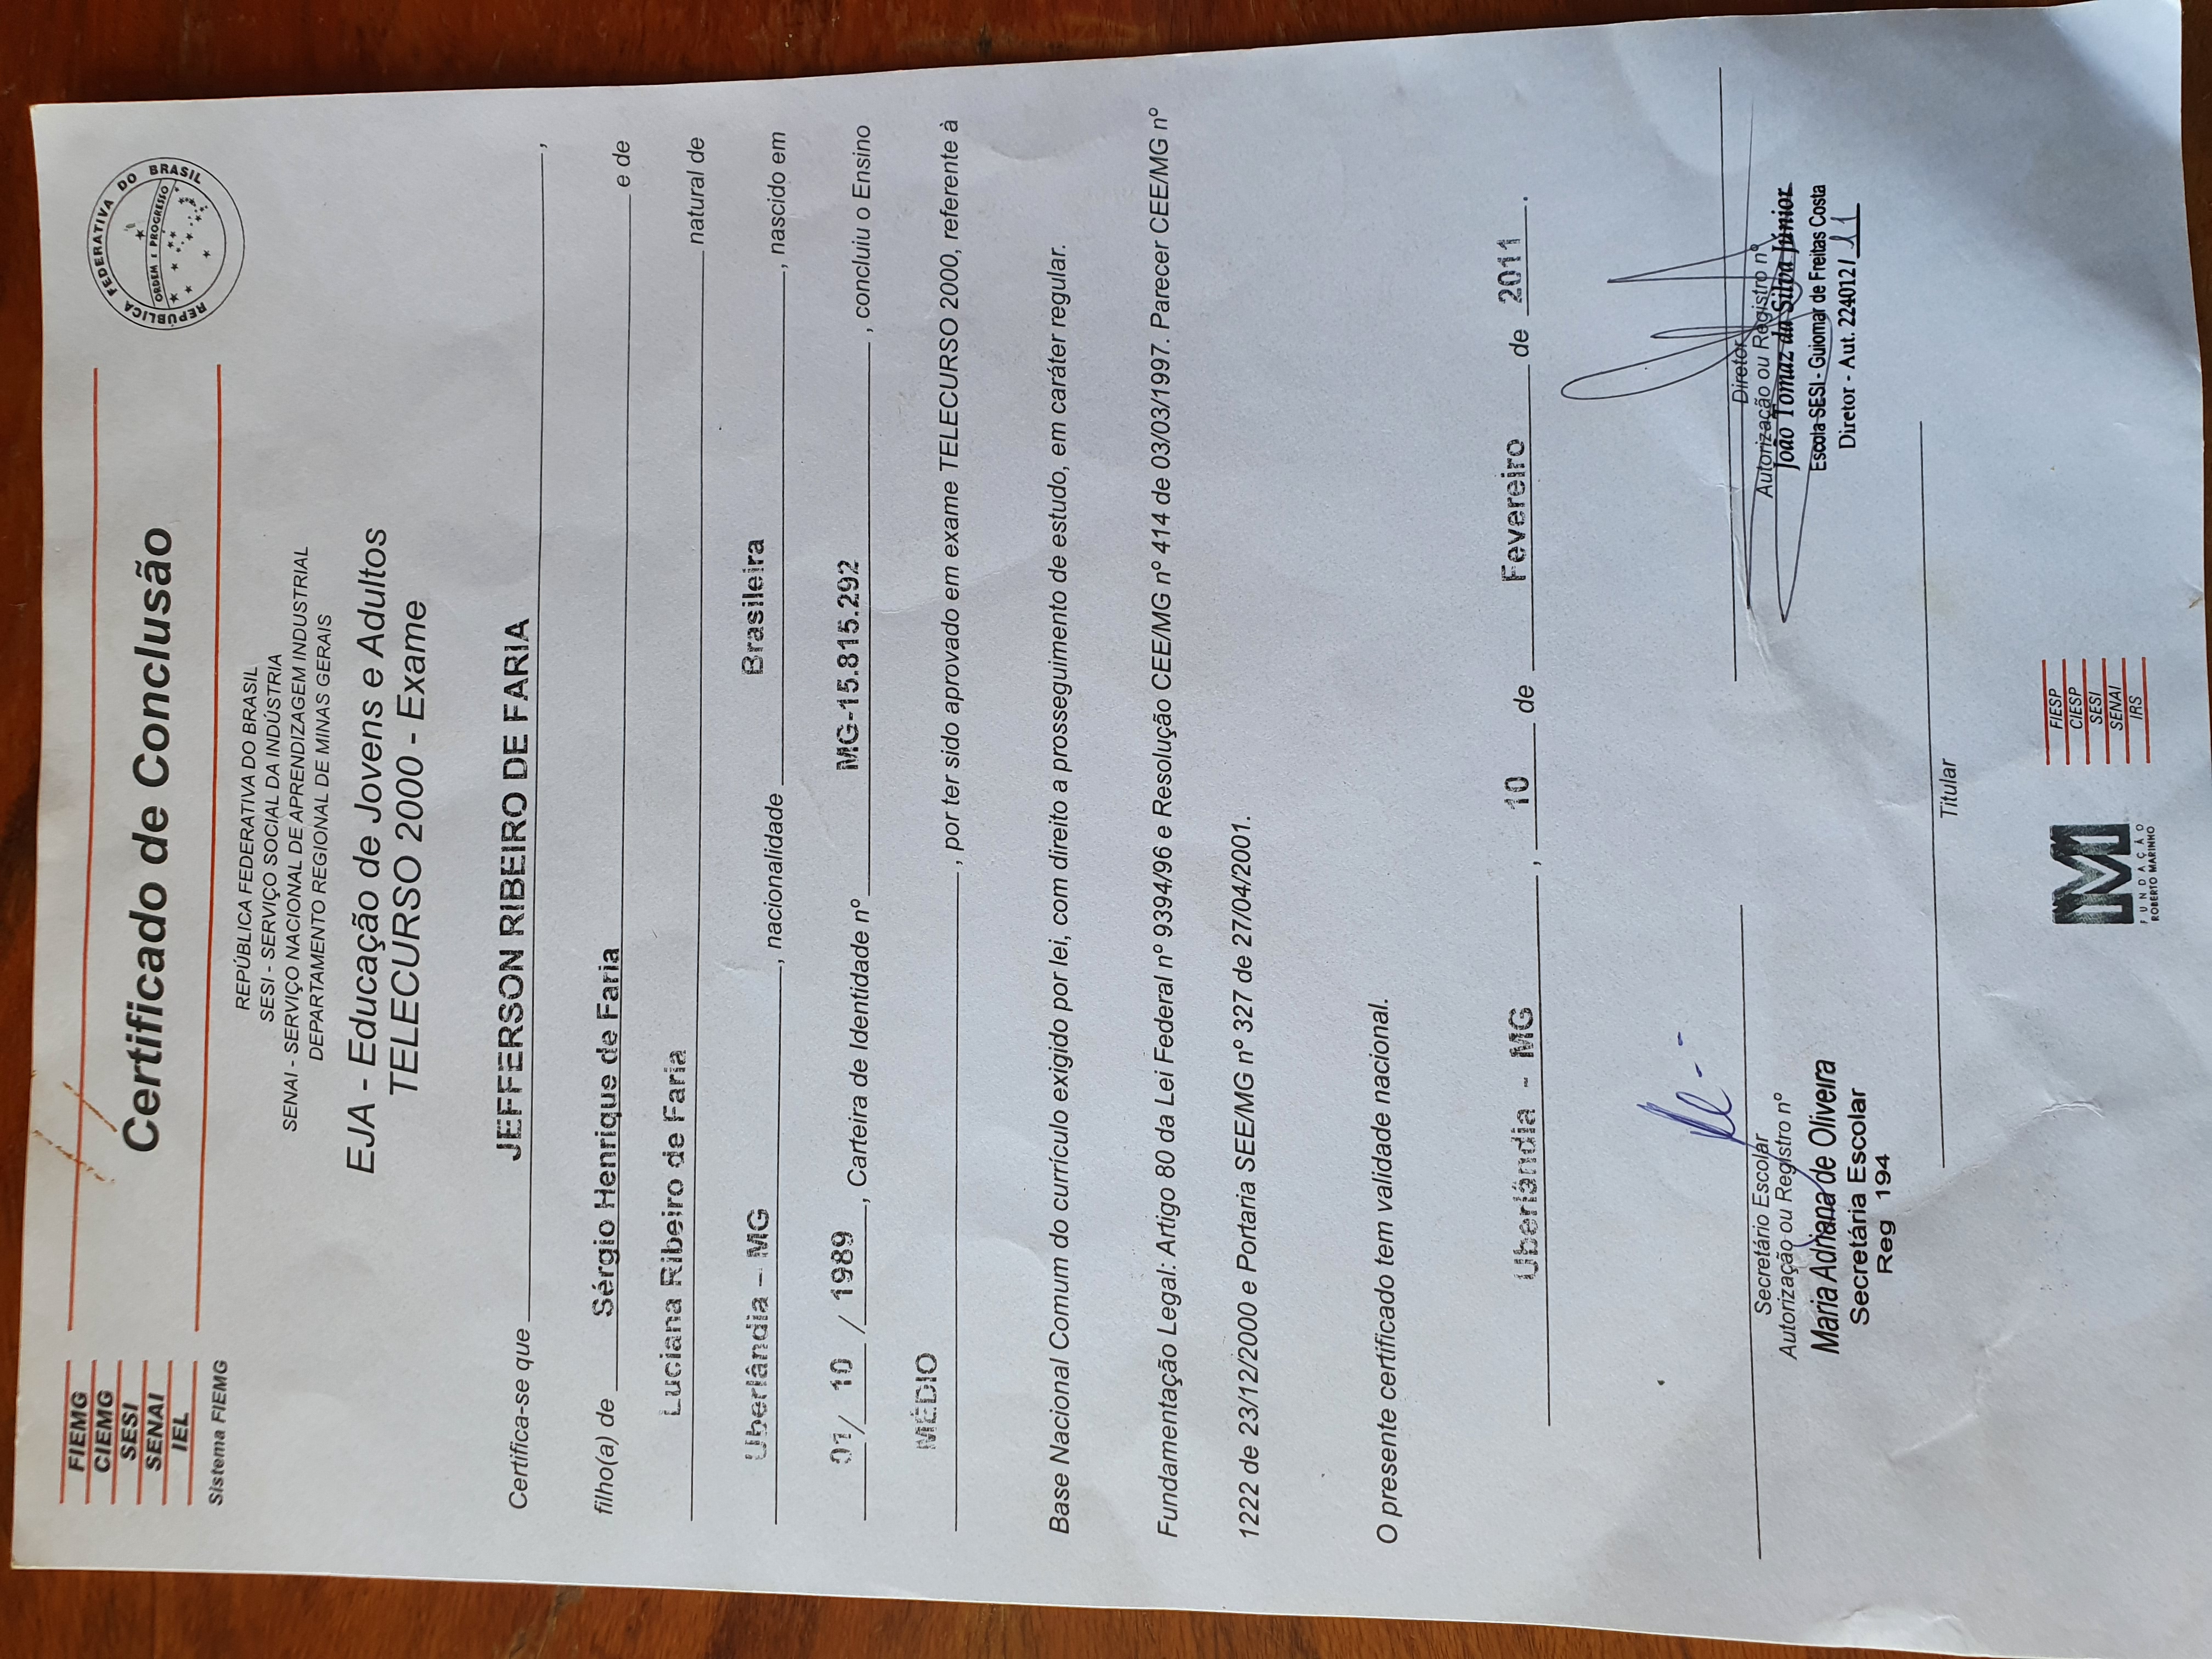 FIEMG
CIEMG
SESI
SENAI
IEL
Sistema FIEMG
Certificado de Conclusão
REPÚBLICA FEDERATIVA DO BRASIL
ORDEM E PROGRESSO
REPÚBLICA FEDERATIVA DO BRASIL
SESI - SERVIÇO SOCIAL DA INDÚSTRIA
SENAI - SERVIÇO NACIONAL DE APRENDIZAGEM INDUSTRIAL
DEPARTAMENTO REGIONAL DE MINAS GERAIS
EJA - Educação de Jovens e Adultos
TELECURSO 2000 - Exame
Certifica-se que JEFFERSON RIBEIRO DE FARIA,
filho(a) de Sérgio Henrique de Faria e de
Luciana Ribeiro de Faria natural de
Uberlândia – MG, nacionalidade Brasileira, nascido em
01/ 10 / 1989, Carteira de Identidade nº MG-15.815.292, concluiu o Ensino
MÉDIO, por ter sido aprovado em exame TELECURSO 2000, referente à
Base Nacional Comum do currículo exigido por lei, com direito a prosseguimento de estudo, em caráter regular.
Fundamentação Legal: Artigo 80 da Lei Federal nº 9394/96 e Resolução CEE/MG nº 414 de 03/03/1997. Parecer CEE/MG nº
1222 de 23/12/2000 e Portaria SEE/MG nº 327 de 27/04/2001.
O presente certificado tem validade nacional.
Uberlândia - MG, 10 de Fevereiro de 2011.
Secretário Escolar
Autorização ou Registro nº
Maria Adriana de Oliveira
Secretária Escolar
Reg 194
Diretor
Autorização ou Registro nº
João Tomaz da Silva Júnior
Escola SESI - Guiomar de Freitas Costa
Diretor - Aut. 224012/ 11
Titular
FUNDAÇÃO
ROBERTO MARINHO
FIESP
CIESP
SESI
SENAI
IRS